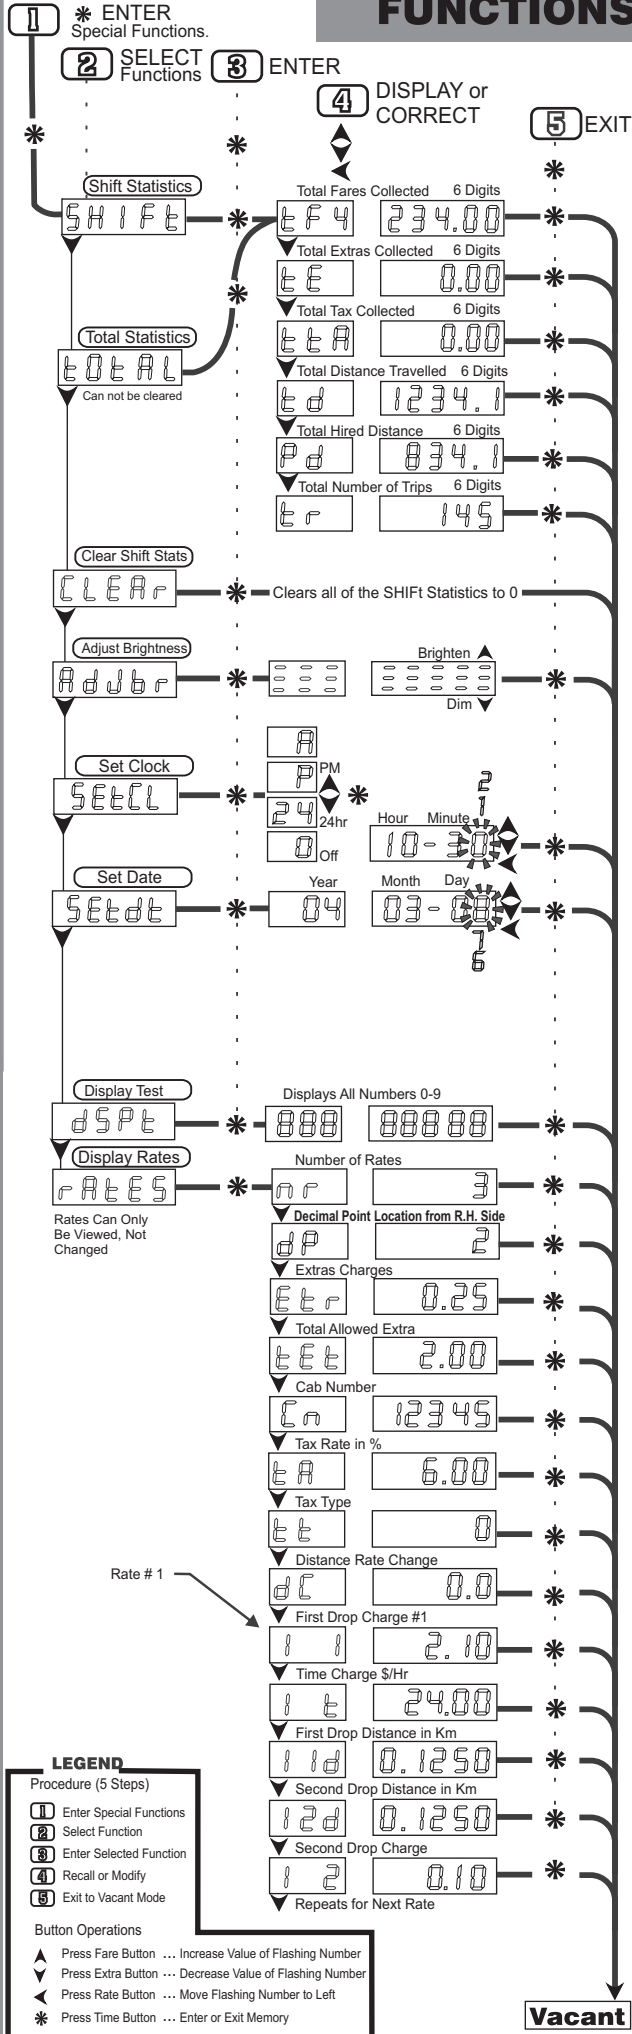 FUNCTIONS
1 * ENTER
Special Functions.
2 SELECT
Functions
3 ENTER
4 DISPLAY or
CORRECT
5 EXIT
Shift Statistics
SHIFt
Total Fares Collected 6 Digits
tF4 234.00
Total Extras Collected 6 Digits
tE 0.00
Total Tax Collected 6 Digits
ttA 0.00
Total Statistics
tOtAL
Can not be cleared
Total Distance Travelled 6 Digits
td 1234.1
Total Hired Distance 6 Digits
Pd 834.1
Total Number of Trips 6 Digits
tr 145
Clear Shift Stats
CLEAr
Clears all of the SHIFt Statistics to 0
Adjust Brightness
AdJbr
Brighten
Dim
Set Clock
SEtCL
A
P PM
24 24hr
0 Off
2
1
Hour Minute
10-30
Set Date
SEtdt
Year
04
Month Day
03-08
7
6
Display Test
dSPt
Displays All Numbers 0-9
888 88888
Display Rates
rAtES
Rates Can Only
Be Viewed, Not
Changed
Number of Rates
nr 3
Decimal Point Location from R.H. Side
dP 2
Extras Charges
Etr 0.25
Total Allowed Extra
tEt 2.00
Cab Number
Cn 12345
Tax Rate in %
tA 6.00
Tax Type
tt 0
Distance Rate Change
dC 0.0
Rate # 1
First Drop Charge #1
1 1 2.10
Time Charge $/Hr
1 t 24.00
First Drop Distance in Km
11d 0.1250
Second Drop Distance in Km
12d 0.1250
Second Drop Charge
1 2 0.10
Repeats for Next Rate
LEGEND
Procedure (5 Steps)
1 Enter Special Functions
2 Select Function
3 Enter Selected Function
4 Recall or Modify
5 Exit to Vacant Mode
Button Operations
Press Fare Button ... Increase Value of Flashing Number
Press Extra Button ... Decrease Value of Flashing Number
Press Rate Button ... Move Flashing Number to Left
* Press Time Button ... Enter or Exit Memory
Vacant